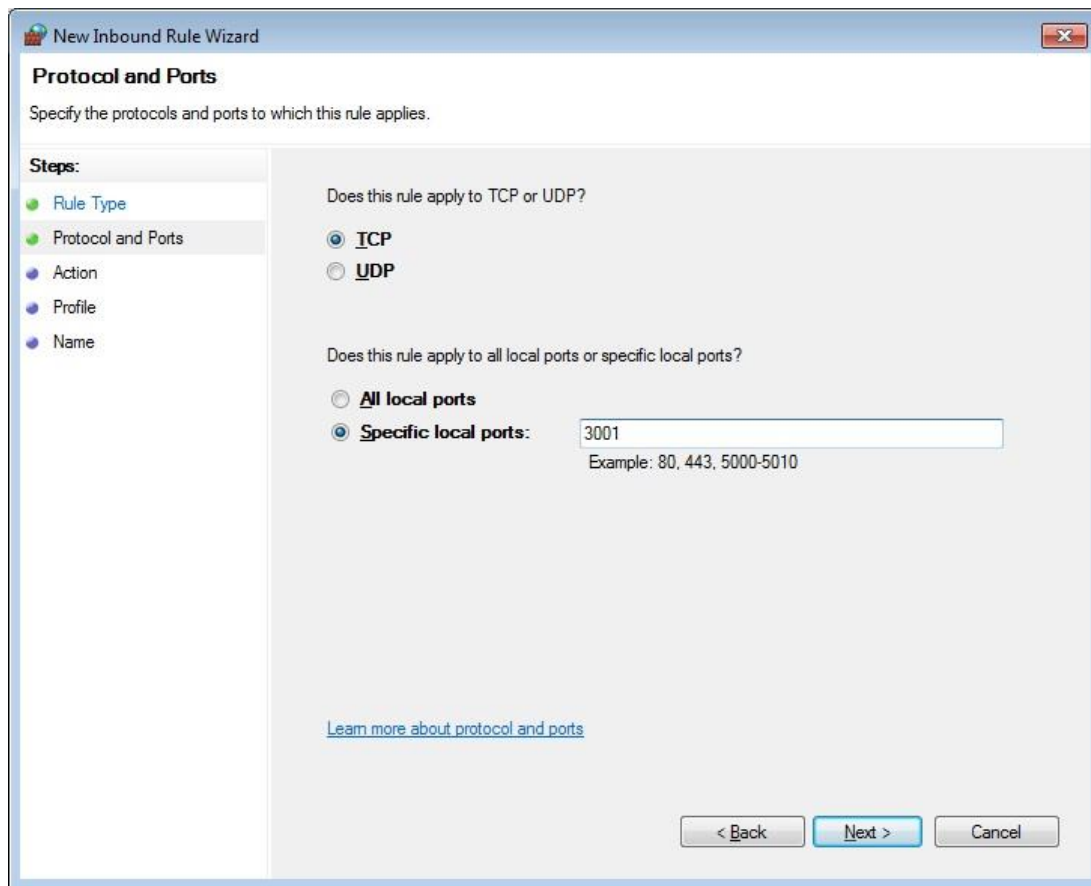 New Inbound Rule Wizard
Protocol and Ports
Specify the protocols and ports to which this rule applies.
Steps:
Rule Type
Protocol and Ports
Action
Profile
Name
Does this rule apply to TCP or UDP?
TCP
UDP
Does this rule apply to all local ports or specific local ports?
All local ports
Specific local ports: 3001
Example: 80, 443, 5000-5010
Learn more about protocol and ports
< Back Next > Cancel